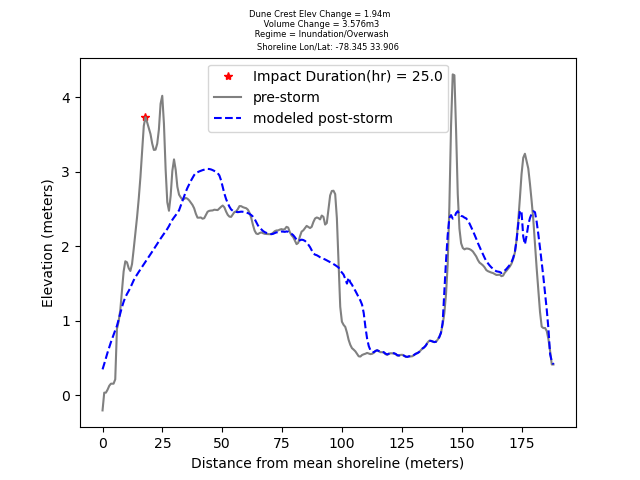 Dune Crest Elev Change = 1.94m
Volume Change = 3.576m3
Regime = Inundation/Overwash
Shoreline Lon/Lat: -78.345 33.906
Impact Duration(hr) = 25.0
pre-storm
modeled post-storm
Elevation (meters)
4
3
2
1
0
0 25 50 75 100 125 150 175
Distance from mean shoreline (meters)